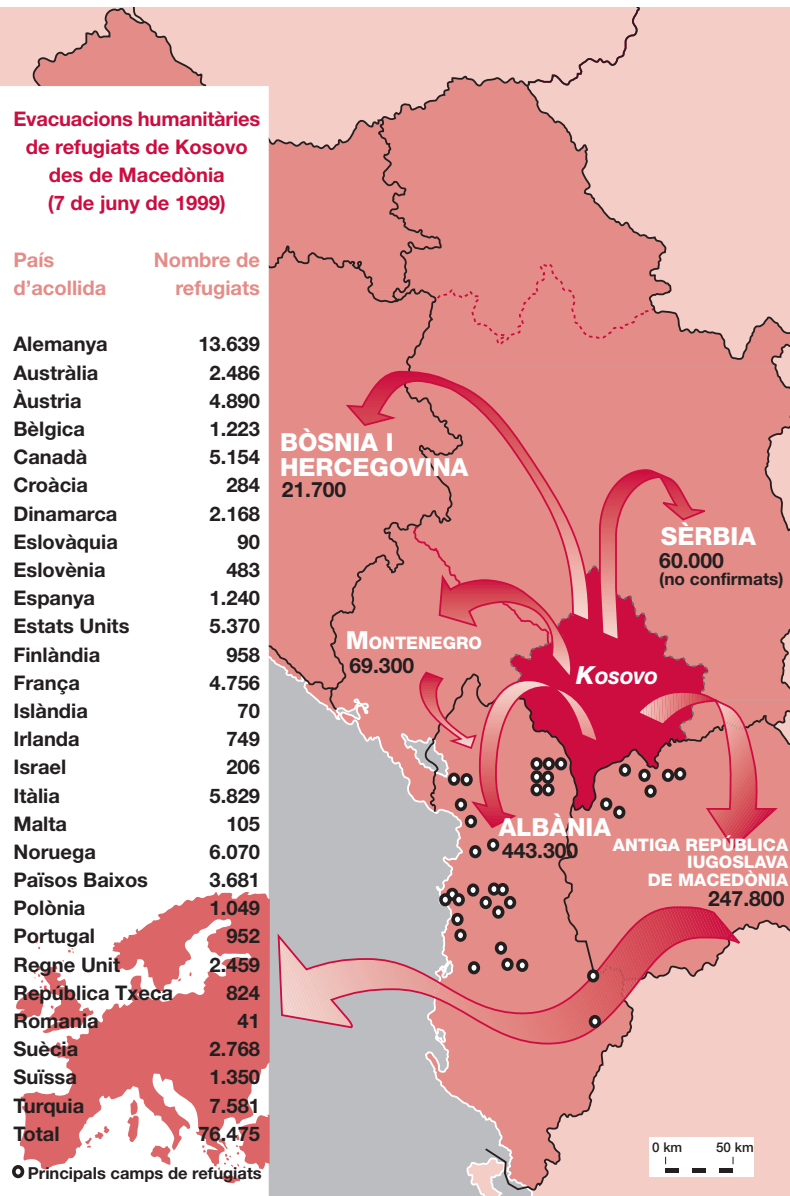 Evacuacions humanitàries
de refugiats de Kosovo
des de Macedònia
(7 de juny de 1999)
País Nombre de
d'acollida refugiats
Alemanya 13.639
Austràlia 2.486
Àustria 4.890
Bèlgica 1.223
Canadà 5.154
Croàcia 284
Dinamarca 2.168
Eslovàquia 90
Eslovènia 483
Espanya 1.240
Estats Units 5.370
Finlàndia 958
França 4.756
Islàndia 70
Irlanda 749
Israel 206
Itàlia 5.829
Malta 105
Noruega 6.070
Països Baixos 3.681
Polònia 1.049
Portugal 952
Regne Unit 2.459
República Txeca 824
Romania 41
Suècia 2.768
Suïssa 1.350
Turquia 7.581
Total 76.475
Principals camps de refugiats
BÒSNIA I
HERCEGOVINA
21.700
SÈRBIA
60.000
(no confirmats)
MONTENEGRO
69.300
Kosovo
ALBÀNIA
443.300
ANTIGA REPÚBLICA
IUGOSLAVA
DE MACEDÒNIA
247.800
0 km 50 km